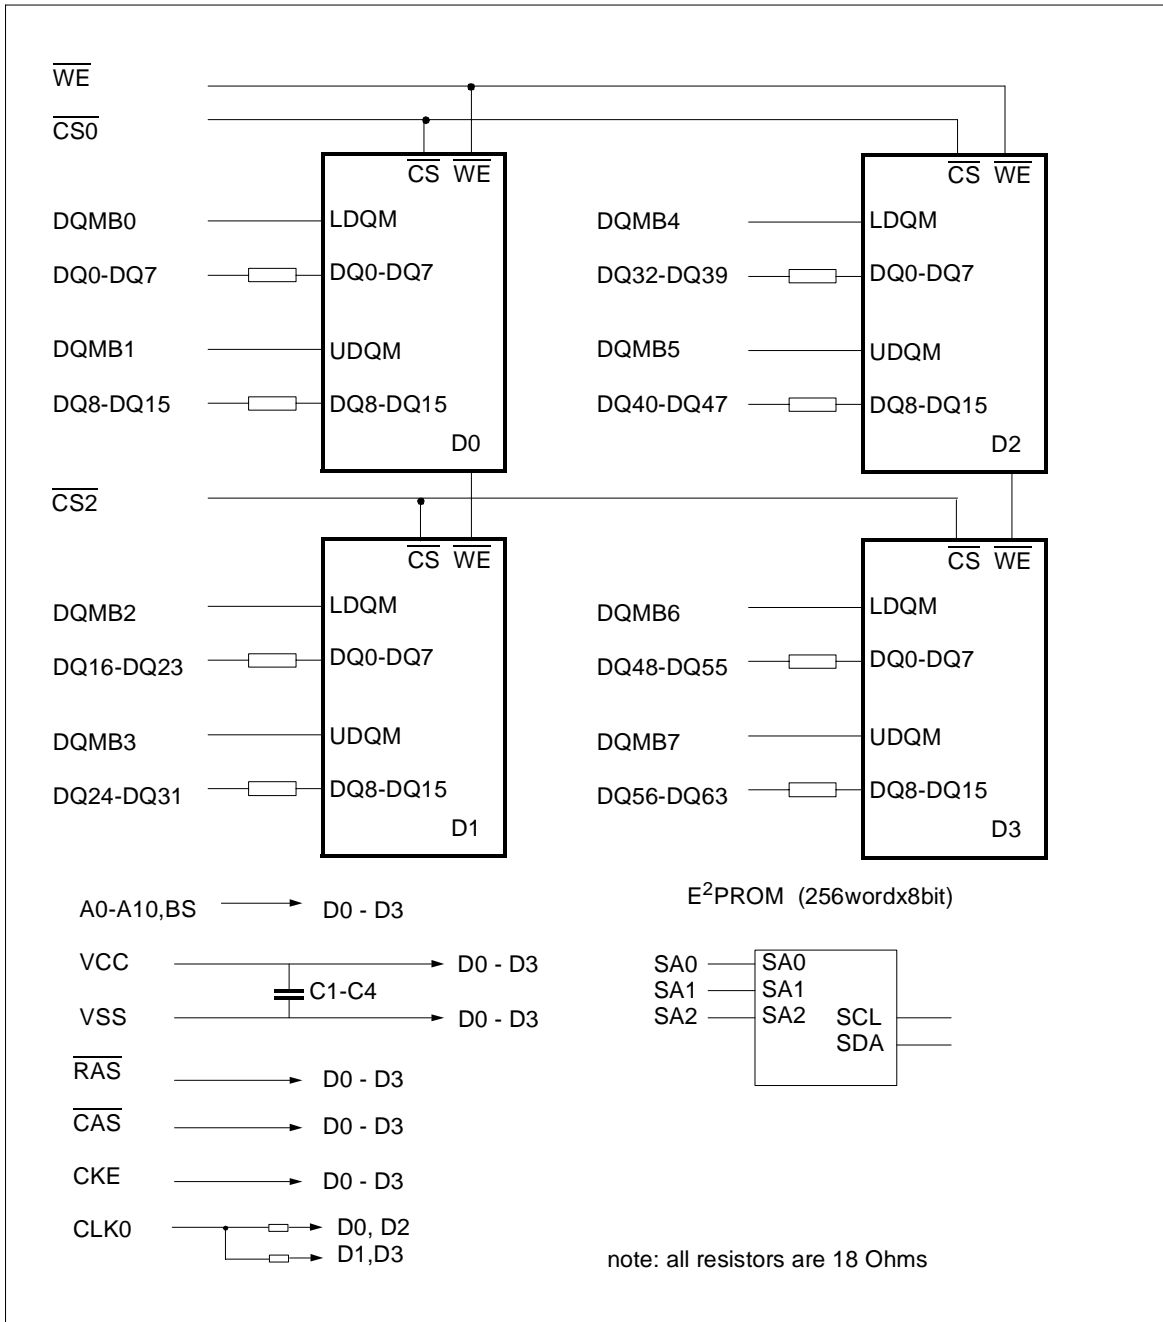 WE
CS0
CS WE
CS WE
DQMB0
LDQM
DQMB4
LDQM
DQ0-DQ7
DQ0-DQ7
DQ32-DQ39
DQ0-DQ7
DQMB1
UDQM
DQMB5
UDQM
DQ8-DQ15
DQ8-DQ15
DQ40-DQ47
DQ8-DQ15
D0
D2
CS2
CS WE
CS WE
DQMB2
LDQM
DQMB6
LDQM
DQ16-DQ23
DQ0-DQ7
DQ48-DQ55
DQ0-DQ7
DQMB3
UDQM
DQMB7
UDQM
DQ24-DQ31
DQ8-DQ15
DQ56-DQ63
DQ8-DQ15
D1
D3
A0-A10,BS
D0 - D3
E²PROM (256wordx8bit)
VCC
D0 - D3
C1-C4
VSS
D0 - D3
SA0
SA0
SA1
SA1
SA2
SA2
SCL
SDA
RAS
D0 - D3
CAS
D0 - D3
CKE
D0 - D3
CLK0
D0, D2
D1,D3
note: all resistors are 18 Ohms